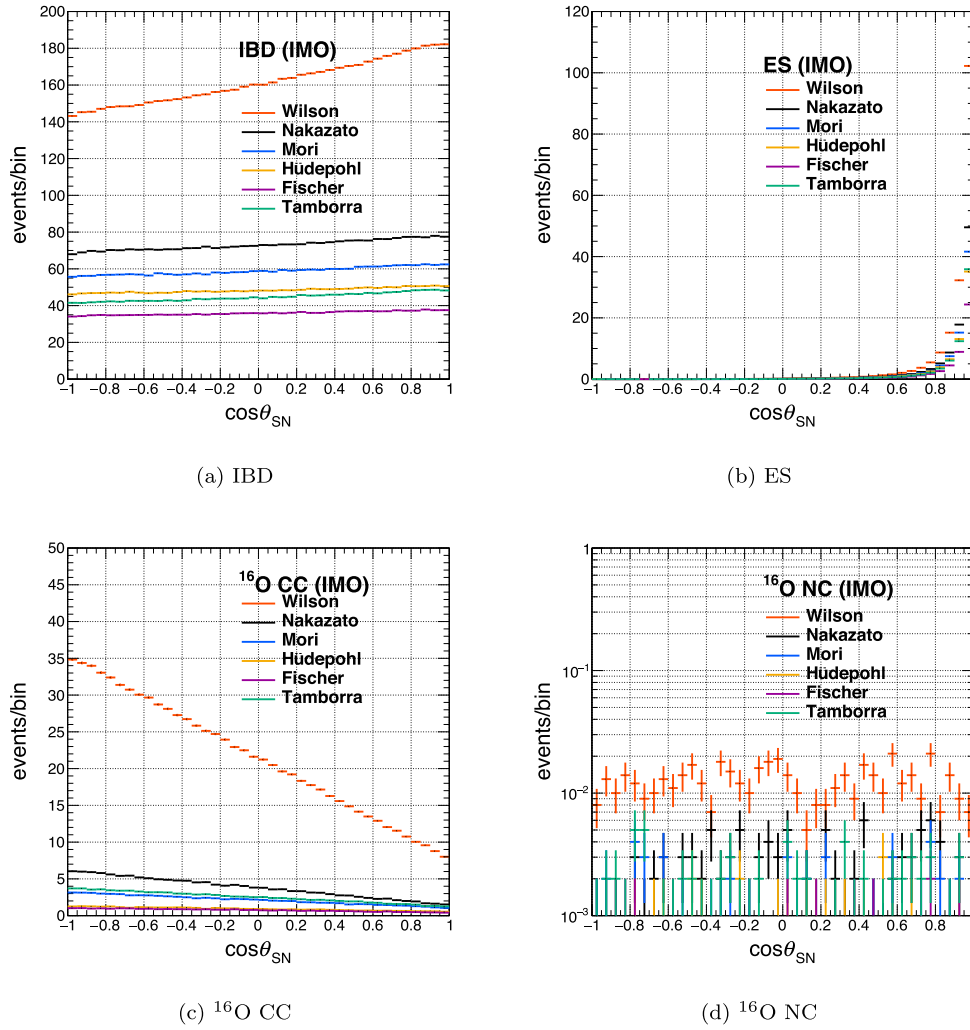 IBD (IMO)
Wilson
Nakazato
Mori
Hüdepohl
Fischer
Tamborra
events/bin
200
180
160
140
120
100
80
60
40
20
0
−1 −0.8 −0.6 −0.4 −0.2 0 0.2 0.4 0.6 0.8 1
cosθSN
(a) IBD
ES (IMO)
Wilson
Nakazato
Mori
Hüdepohl
Fischer
Tamborra
events/bin
120
100
80
60
40
20
0
−1 −0.8 −0.6 −0.4 −0.2 0 0.2 0.4 0.6 0.8
cosθSN
(b) ES
16O CC (IMO)
Wilson
Nakazato
Mori
Hüdepohl
Fischer
Tamborra
events/bin
50
45
40
35
30
25
20
15
10
5
0
−1 −0.8 −0.6 −0.4 −0.2 0 0.2 0.4 0.6 0.8 1
cosθSN
(c) 16O CC
16O NC (IMO)
Wilson
Nakazato
Mori
Hüdepohl
Fischer
Tamborra
events/bin
1
10−1
10−2
10−3
−1 −0.8 −0.6 −0.4 −0.2 0 0.2 0.4 0.6 0.8
cosθSN
(d) 16O NC